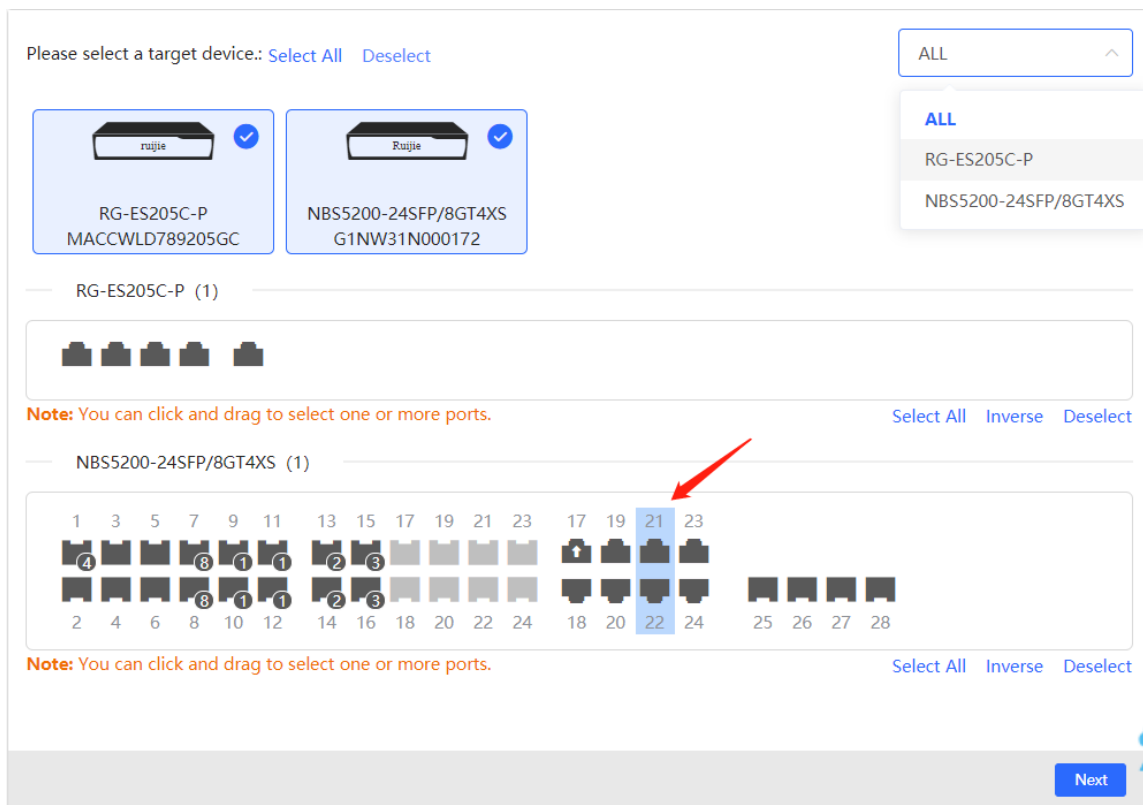 Please select a target device.: Select All Deselect
ALL
ALL
RG-ES205C-P
NBS5200-24SFP/8GT4XS
ruijie
Ruijie
RG-ES205C-P
MACCWLD789205GC
NBS5200-24SFP/8GT4XS
G1NW31N000172
RG-ES205C-P (1)
Note: You can click and drag to select one or more ports.
Select All Inverse Deselect
NBS5200-24SFP/8GT4XS (1)
1 3 5 7 9 11 13 15 17 19 21 23 17 19 21 23
4 8 1 1 2 3
8 1 1 2 3
2 4 6 8 10 12 14 16 18 20 22 24 18 20 22 24 25 26 27 28
Note: You can click and drag to select one or more ports.
Select All Inverse Deselect
Next